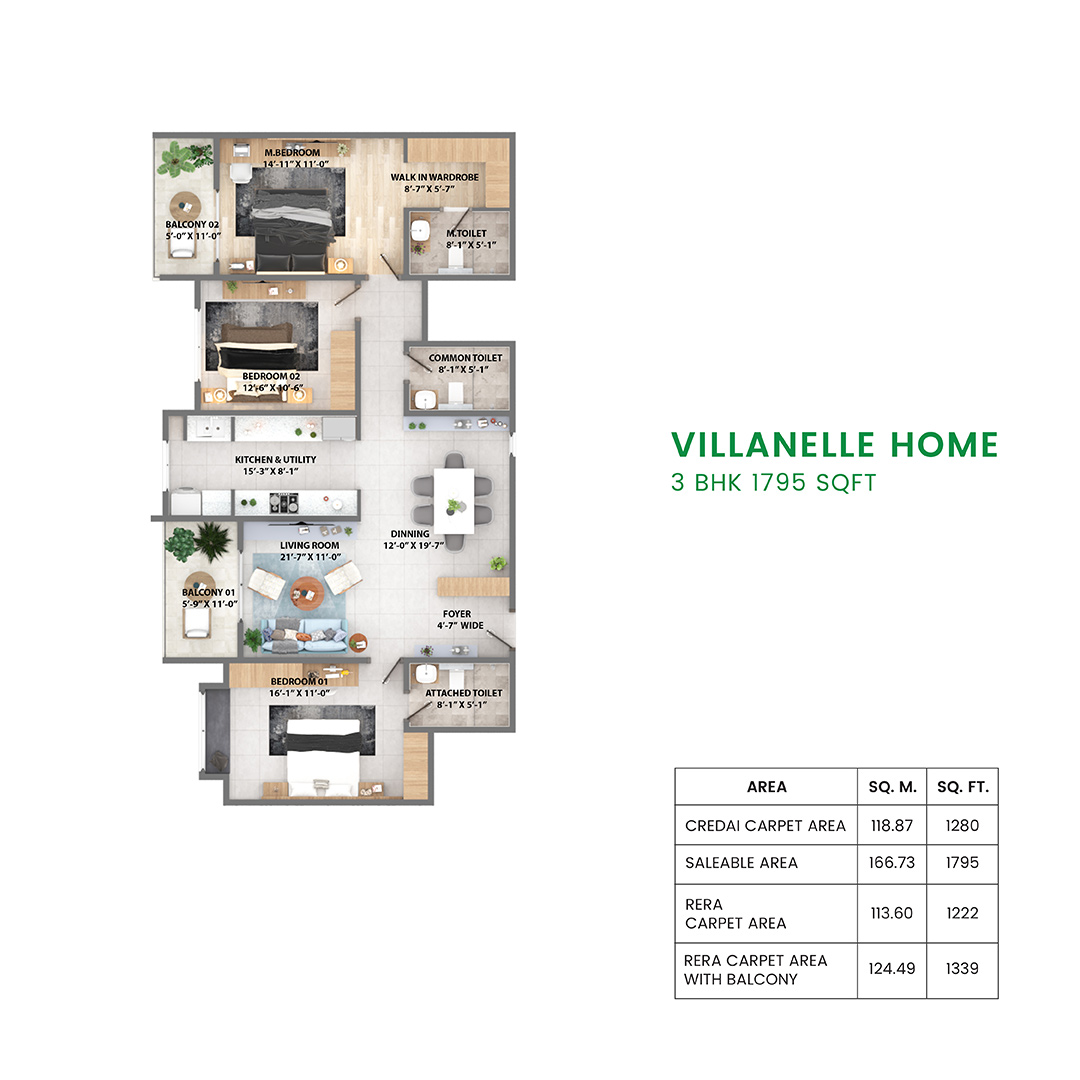 M.BEDROOM
14'-11" X 11'-0"
WALK IN WARDROBE
8'-7" X 5'-7"
BALCONY 02
5'-0" X 11'-0"
M.TOILET
8'-1" X 5'-1"
COMMON TOILET
8'-1" X 5'-1"
BEDROOM 02
12'-6" X 10'-6"
KITCHEN & UTILITY
15'-3" X 8'-1"
DINNING
12'-0" X 19'-7"
LIVING ROOM
21'-7" X 11'-0"
BALCONY 01
5'-9" X 11'-0"
FOYER
4'-7" WIDE
BEDROOM 01
16'-1" X 11'-0"
ATTACHED TOILET
8'-1" X 5'-1"
VILLANELLE HOME
3 BHK 1795 SQFT
AREA SQ. M. SQ. FT.
CREDAI CARPET AREA 118.87 1280
SALEABLE AREA 166.73 1795
RERA
CARPET AREA 113.60 1222
RERA CARPET AREA
WITH BALCONY 124.49 1339